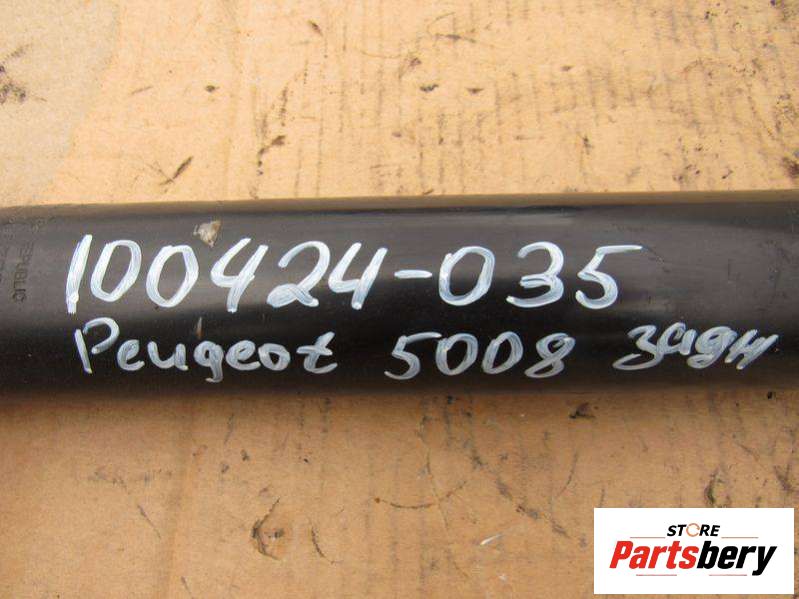 100424-035
Peugeot 5008 задн
STORE
Partsbery